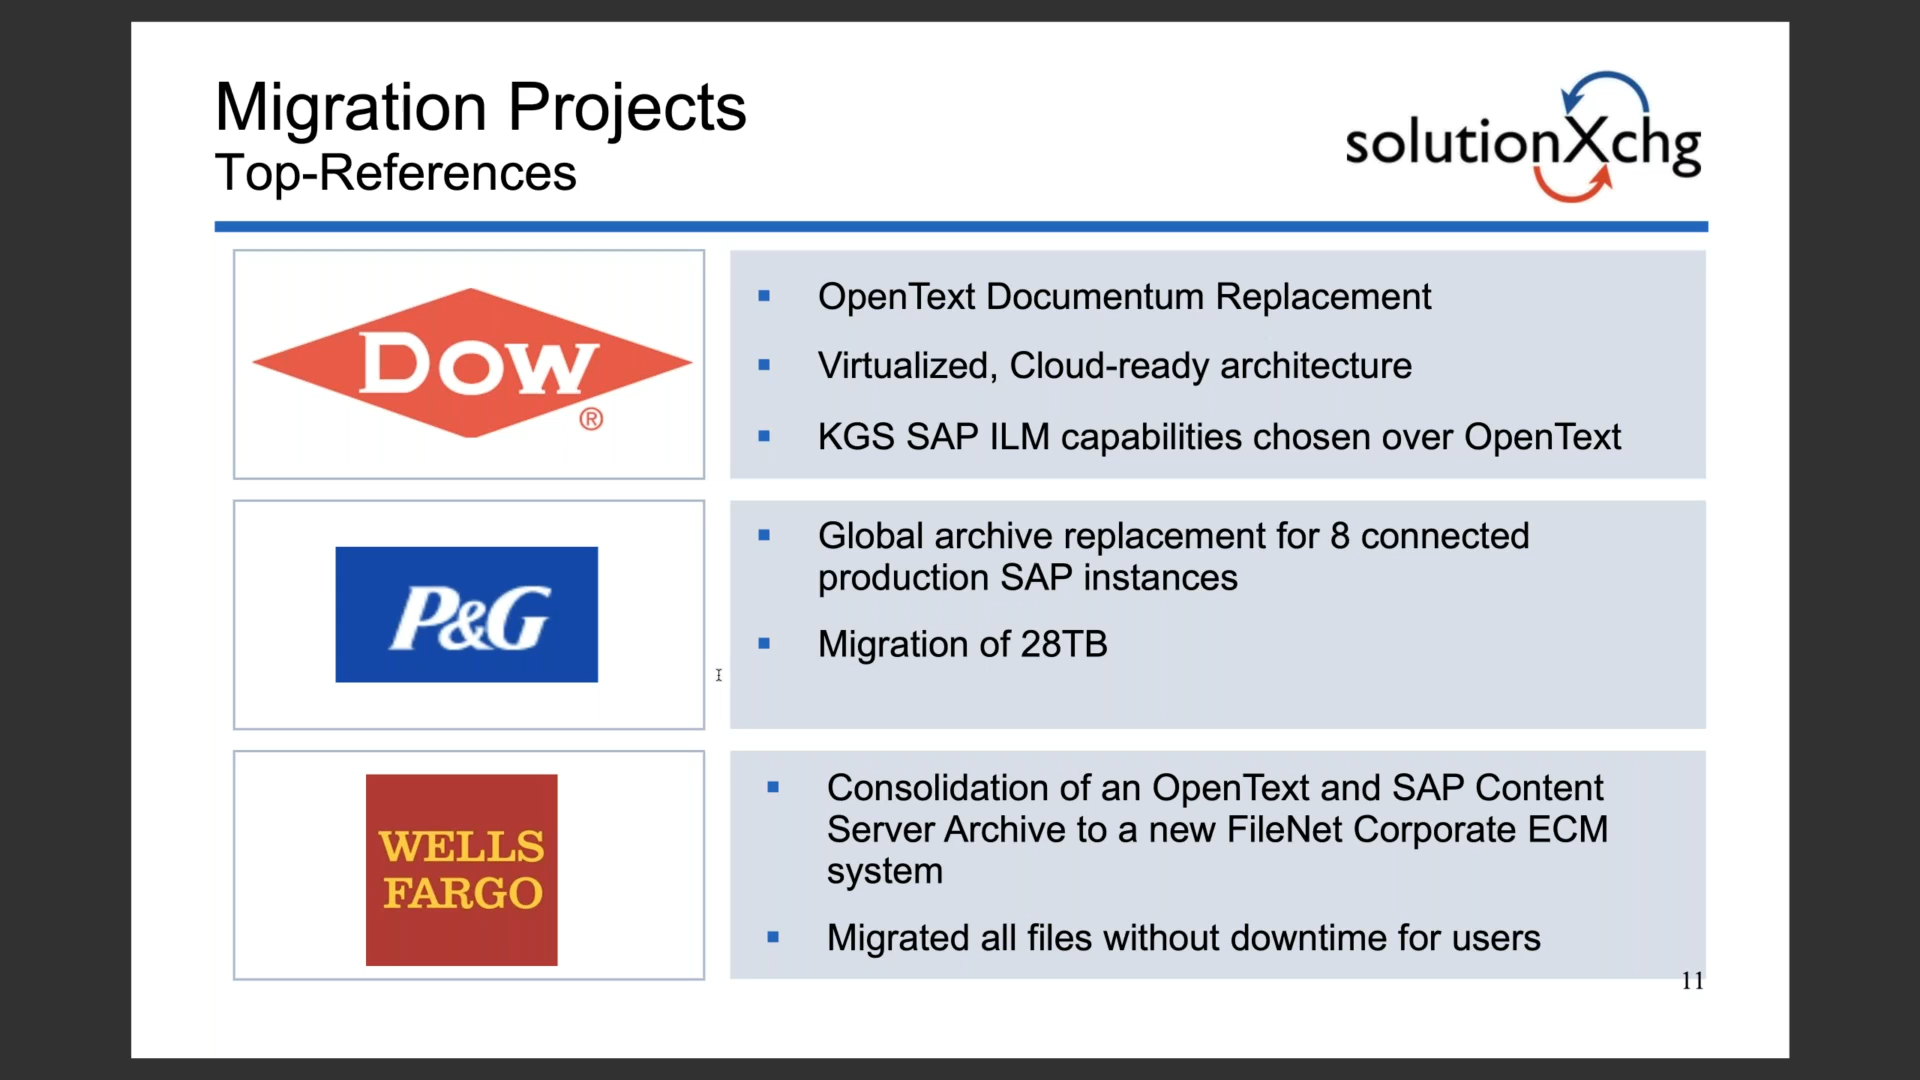 Migration Projects
Top-References
solutionXchg
DOW
®
OpenText Documentum Replacement
Virtualized, Cloud-ready architecture
KGS SAP ILM capabilities chosen over OpenText
P&G
Global archive replacement for 8 connected
production SAP instances
Migration of 28TB
WELLS
FARGO
Consolidation of an OpenText and SAP Content
Server Archive to a new FileNet Corporate ECM
system
Migrated all files without downtime for users
11